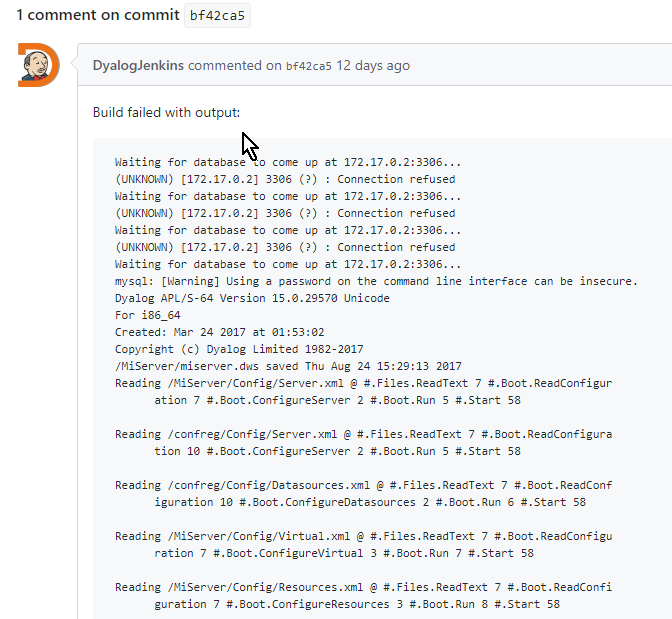 1 comment on commit bf42ca5
DyalogJenkins commented on bf42ca5 12 days ago
Build failed with output:
Waiting for database to come up at 172.17.0.2:3306...
(UNKNOWN) [172.17.0.2] 3306 (?) : Connection refused
Waiting for database to come up at 172.17.0.2:3306...
(UNKNOWN) [172.17.0.2] 3306 (?) : Connection refused
Waiting for database to come up at 172.17.0.2:3306...
(UNKNOWN) [172.17.0.2] 3306 (?) : Connection refused
Waiting for database to come up at 172.17.0.2:3306...
mysql: [Warning] Using a password on the command line interface can be insecure.
Dyalog APL/S-64 Version 15.0.29570 Unicode
For i86_64
Created: Mar 24 2017 at 01:53:02
Copyright (c) Dyalog Limited 1982-2017
/MiServer/miserver.dws saved Thu Aug 24 15:29:13 2017
Reading /MiServer/Config/Server.xml @ #.Files.ReadText 7 #.Boot.ReadConfigur
ation 7 #.Boot.ConfigureServer 2 #.Boot.Run 5 #.Start 58
Reading /confreg/Config/Server.xml @ #.Files.ReadText 7 #.Boot.ReadConfigura
tion 10 #.Boot.ConfigureServer 2 #.Boot.Run 5 #.Start 58
Reading /confreg/Config/Datasources.xml @ #.Files.ReadText 7 #.Boot.ReadConf
iguration 10 #.Boot.ConfigureDatasources 2 #.Boot.Run 6 #.Start 58
Reading /MiServer/Config/Virtual.xml @ #.Files.ReadText 7 #.Boot.ReadConfigu
ration 7 #.Boot.ConfigureVirtual 3 #.Boot.Run 7 #.Start 58
Reading /MiServer/Config/Resources.xml @ #.Files.ReadText 7 #.Boot.ReadConfi
guration 7 #.Boot.ConfigureResources 3 #.Boot.Run 8 #.Start 58